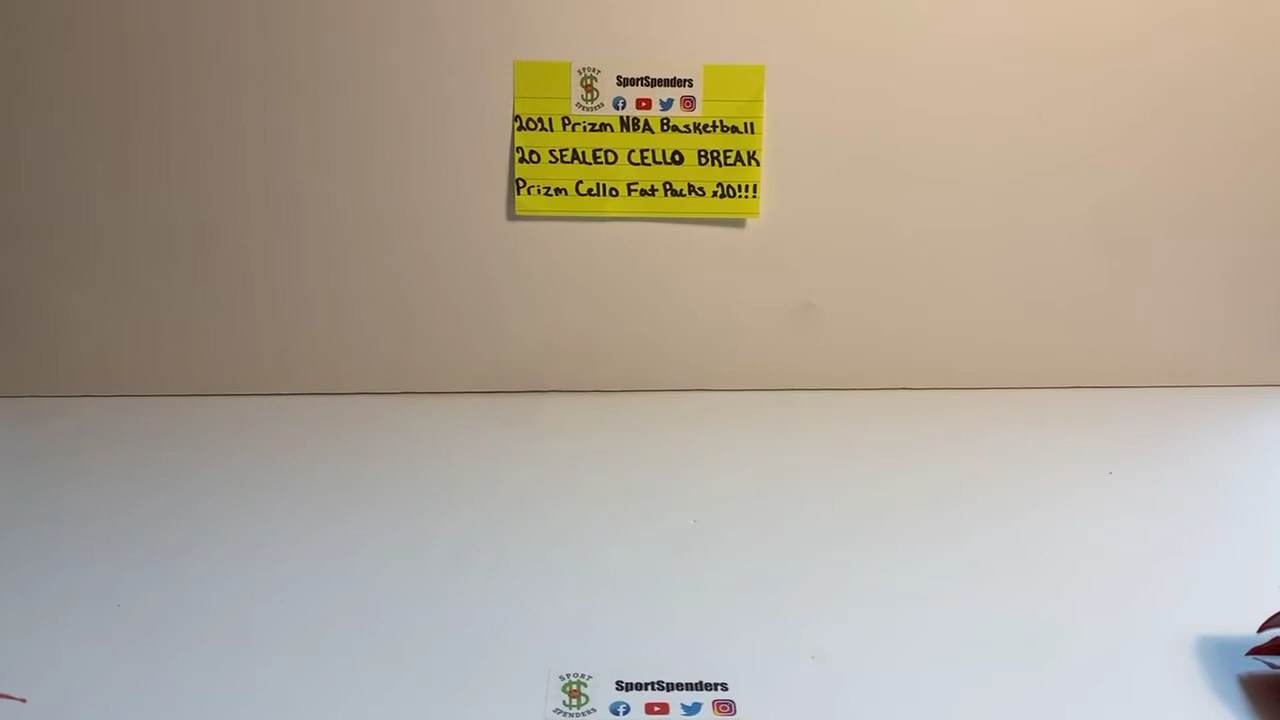 SPORT
SPENDERS
SportSpenders
2021 Prizm NBA Basketball
20 SEALED CELLO BREAK
Prizm Cello Fat Packs x20!!!
SPORT
SPENDERS
SportSpenders